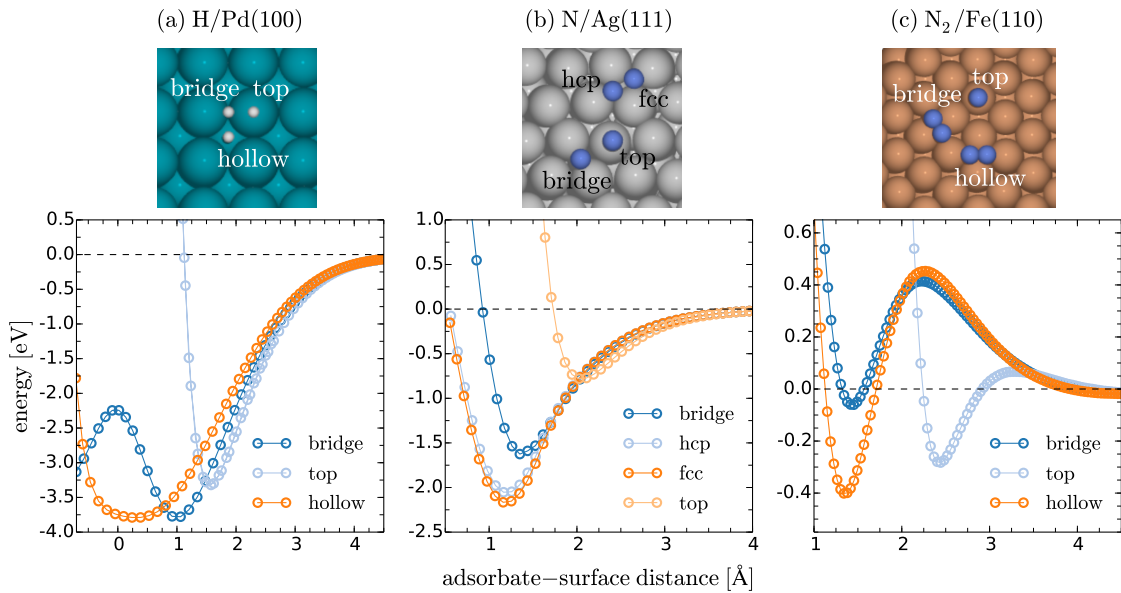 (a) H/Pd(100)
bridge top
hollow
energy [eV]
0.5
0.0
-0.5
-1.0
-1.5
-2.0
-2.5
-3.0
-3.5
-4.0
0 1 2 3 4
bridge
top
hollow
(b) N/Ag(111)
hcp
fcc
top
bridge
1.0
0.5
0.0
-0.5
-1.0
-1.5
-2.0
-2.5
1 2 3 4
bridge
hcp
fcc
top
(c) N2/Fe(110)
top
bridge
hollow
0.6
0.4
0.2
0.0
-0.2
-0.4
1 2 3 4
bridge
top
hollow
adsorbate−surface distance [Å]